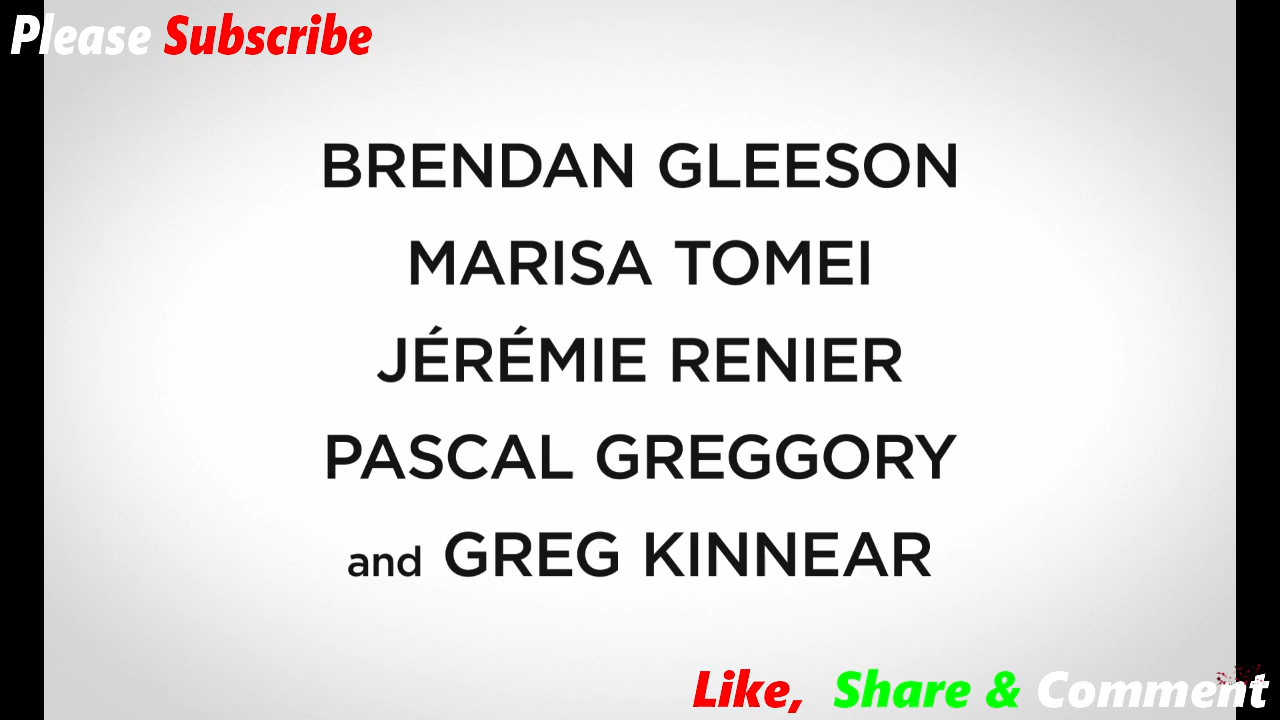 Please Subscribe
BRENDAN GLEESON
MARISA TOMEI
JÉRÉMIE RENIER
PASCAL GREGGORY
and GREG KINNEAR
Like, Share & Comment